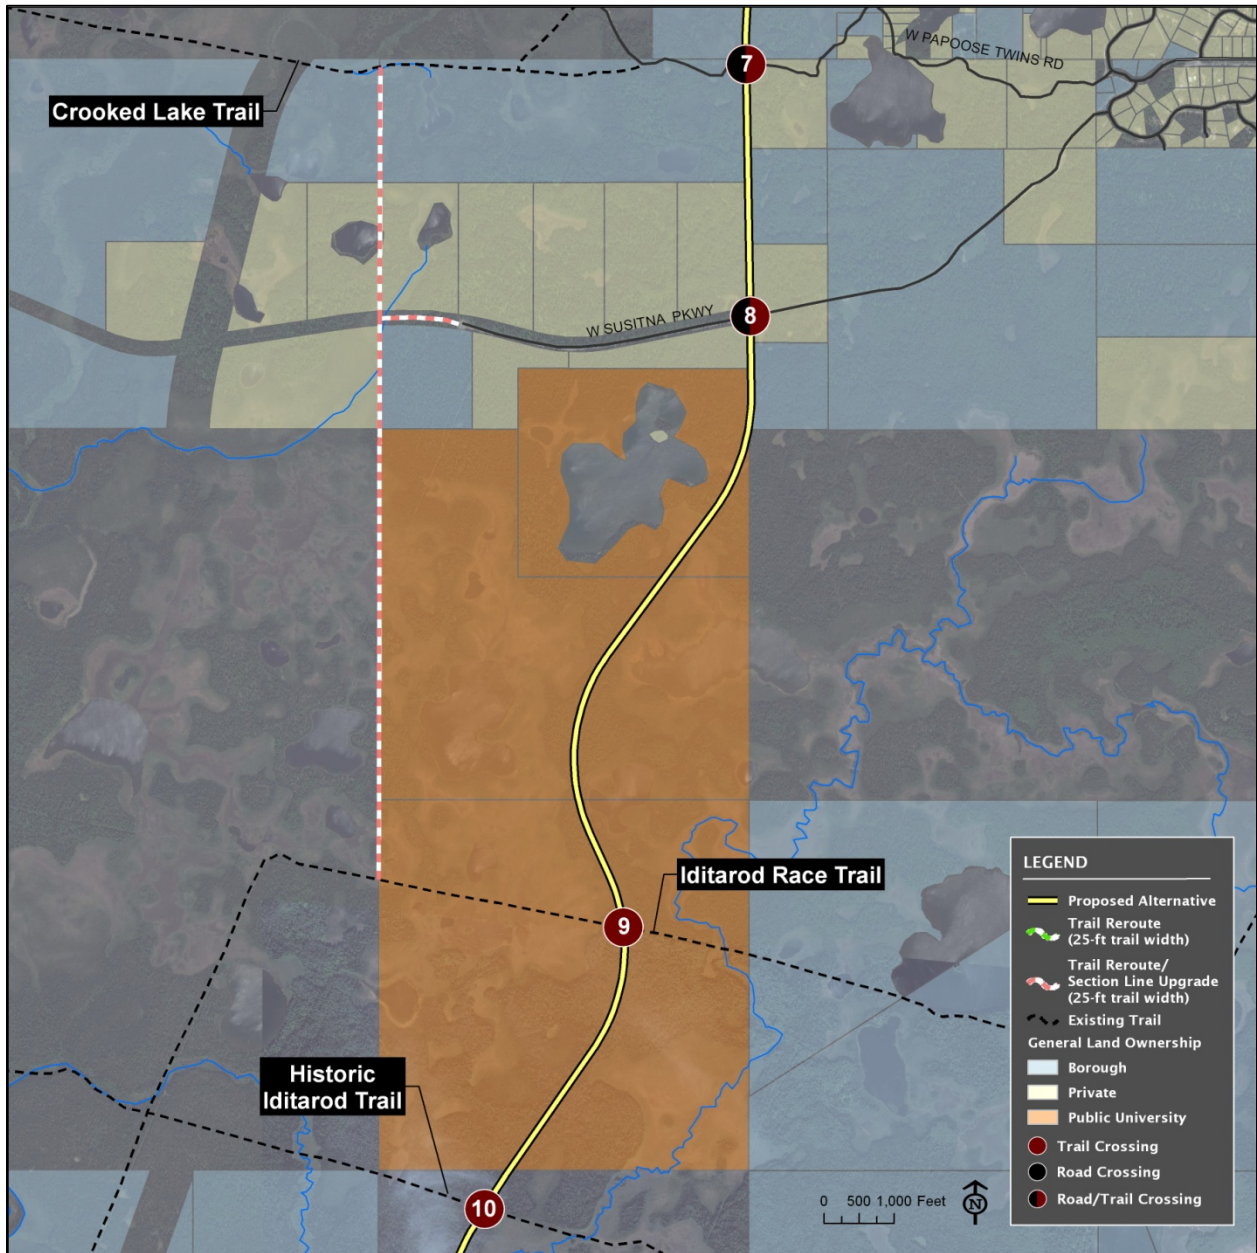 7
W PAPOOSE TWINS RD
Crooked Lake Trail
W SUSITNA PKWY
8
Iditarod Race Trail
9
Historic
Iditarod Trail
10
LEGEND
Proposed Alternative
Trail Reroute
(25-ft trail width)
Trail Reroute/
Section Line Upgrade
(25-ft trail width)
Existing Trail
General Land Ownership
Borough
Private
Public University
Trail Crossing
Road Crossing
Road/Trail Crossing
0 500 1,000 Feet
N